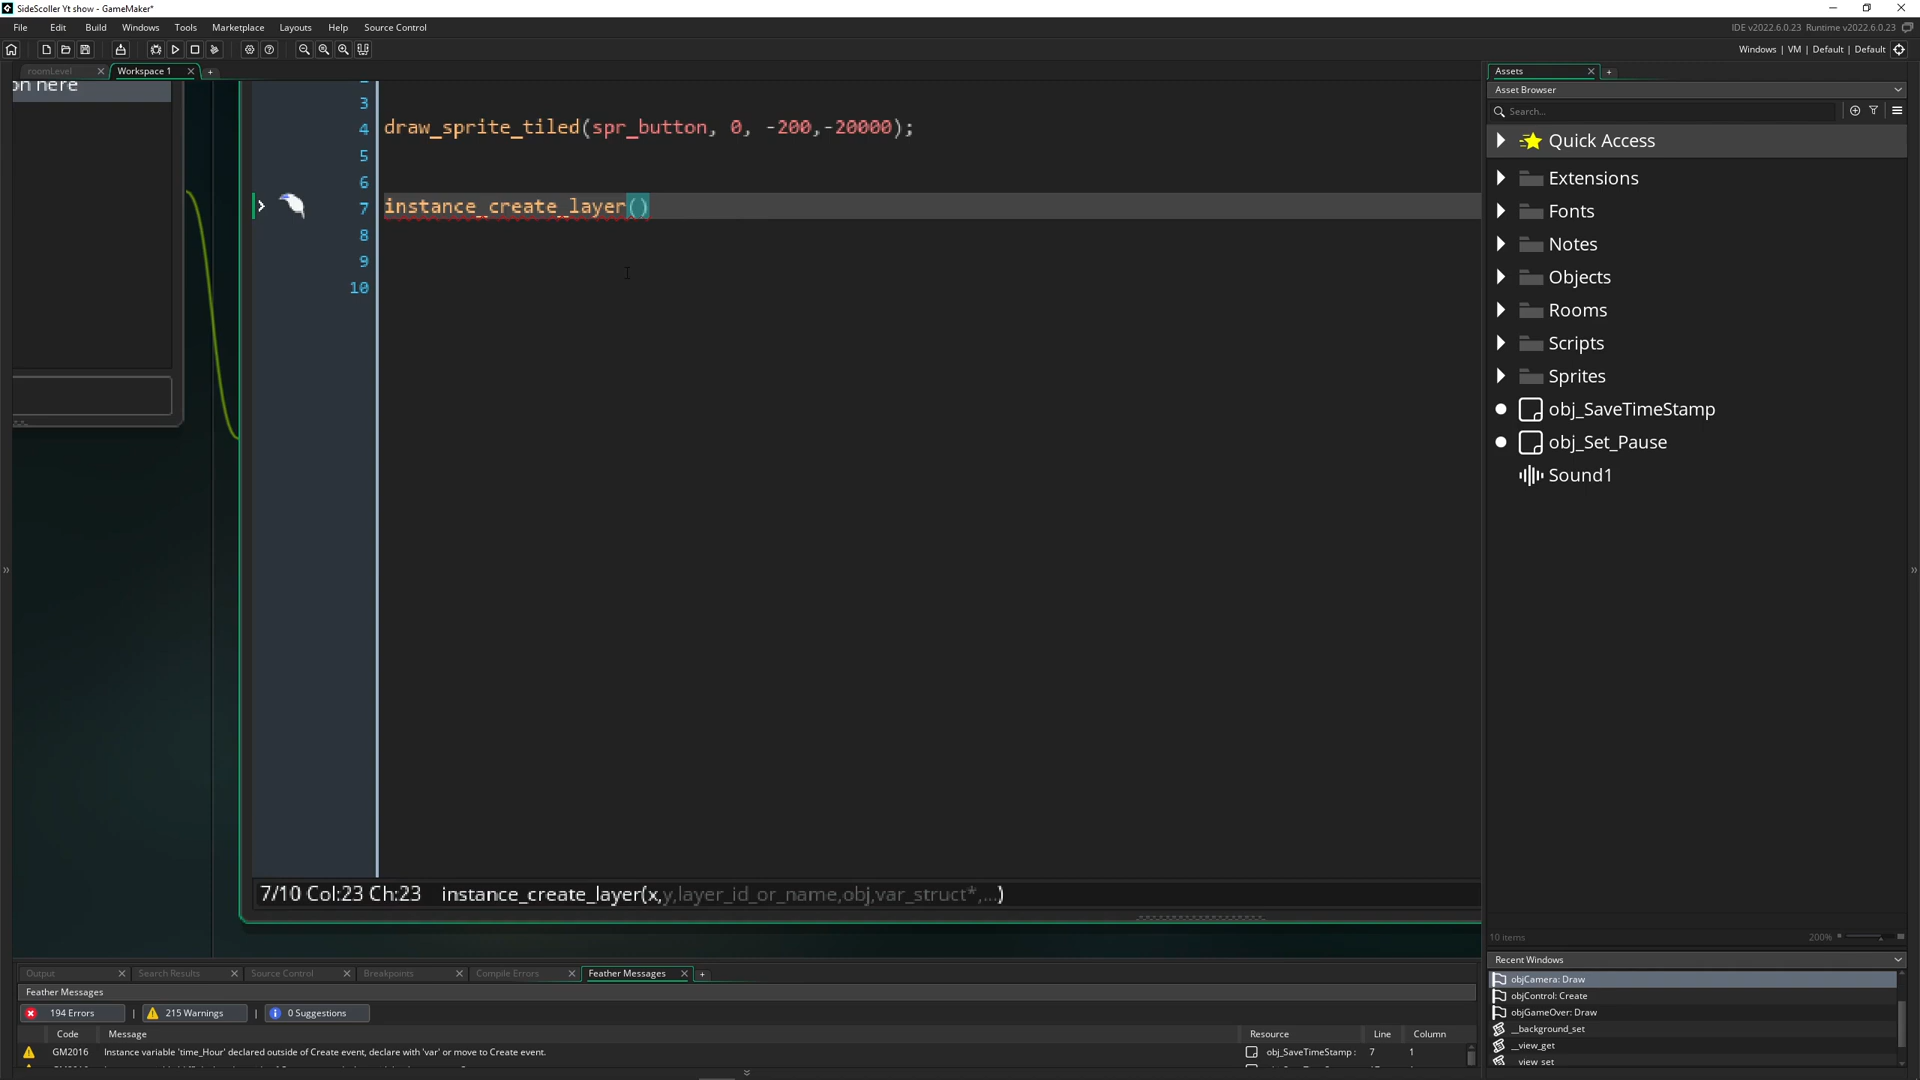 SideScoller Yt show - GameMaker*
File Edit Build Windows Tools Marketplace Layouts Help Source Control
IDE v2022.6.0.23 Runtime v2022.6.0.23
Windows | VM | Default | Default
roomLevel Workspace 1
on here
3
4 draw_sprite_tiled(spr_button, 0, -200,-20000);
5
6
7 instance_create_layer()
8
9
10
7/10 Col:23 Ch:23 instance_create_layer(x,y,layer_id_or_name,obj,var_struct*,...)
Assets
Asset Browser
Search...
Quick Access
Extensions
Fonts
Notes
Objects
Rooms
Scripts
Sprites
obj_SaveTimeStamp
obj_Set_Pause
Sound1
10 items 200%
Recent Windows
objCamera: Draw
objControl: Create
objGameOver: Draw
__background_set
__view_get
__view_set
Output Search Results Source Control Breakpoints Compile Errors Feather Messages
Feather Messages
194 Errors | 215 Warnings | 0 Suggestions
Code Message Resource Line Column
GM2016 Instance variable 'time_Hour' declared outside of Create event, declare with 'var' or move to Create event. obj_SaveTimeStamp: 7 1